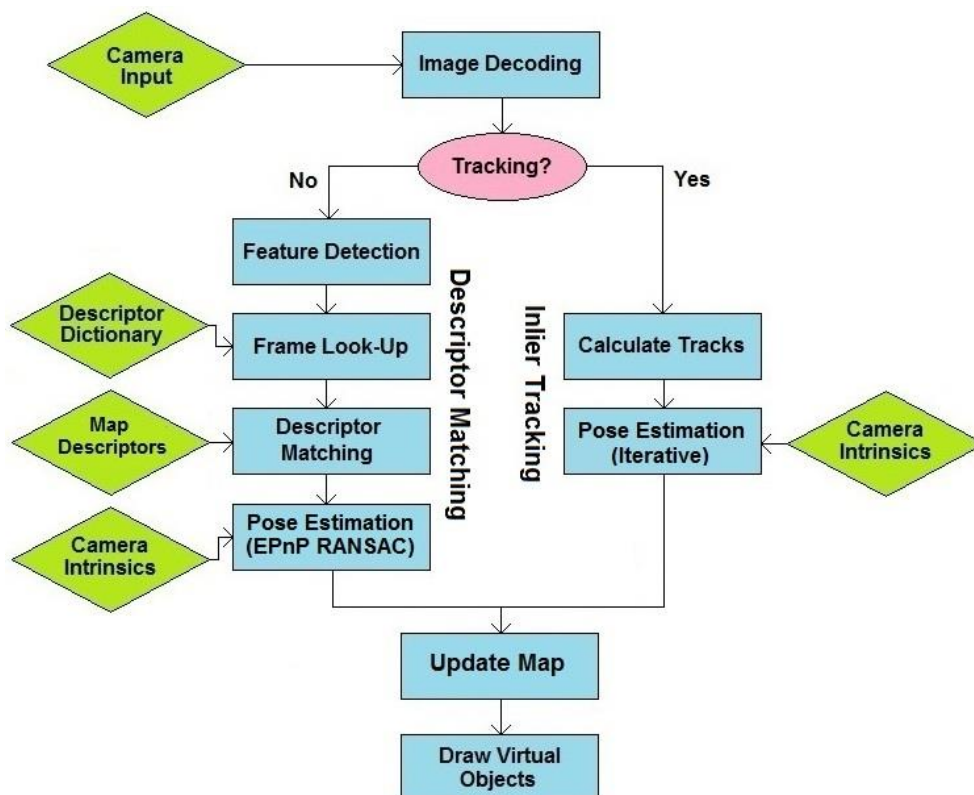 Camera
Input
Image Decoding
Tracking?
No
Yes
Feature Detection
Descriptor
Dictionary
Frame Look-Up
Map
Descriptors
Descriptor
Matching
Camera
Intrinsics
Pose Estimation
(EPnP RANSAC)
Descriptor Matching
Inlier Tracking
Calculate Tracks
Pose Estimation
(Iterative)
Camera
Intrinsics
Update Map
Draw Virtual
Objects